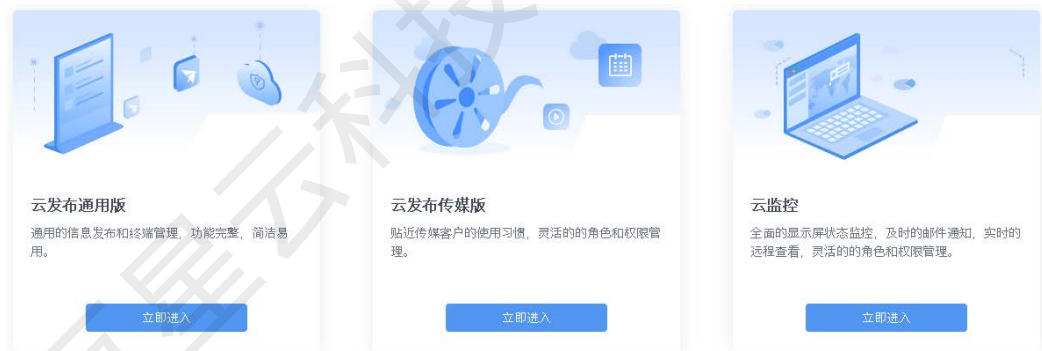 云发布通用版
通用的信息发布和终端管理，功能完整，简洁易
用。
立即进入
云发布传媒版
贴近传媒客户的使用习惯，灵活的的角色和权限管
理。
立即进入
云监控
全面的显示屏状态监控，及时的邮件通知，实时的
远程查看，灵活的的角色和权限管理。
立即进入
星云科技